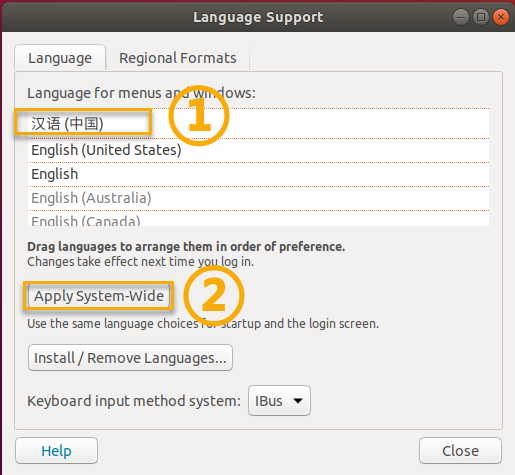 Language Support
Language Regional Formats
Language for menus and windows:
汉语 (中国)
1
English (United States)
English
English (Australia)
English (Canada)
Drag languages to arrange them in order of preference.
Changes take effect next time you log in.
Apply System-Wide
2
Use the same language choices for startup and the login screen.
Install / Remove Languages...
Keyboard input method system: IBus
Help Close